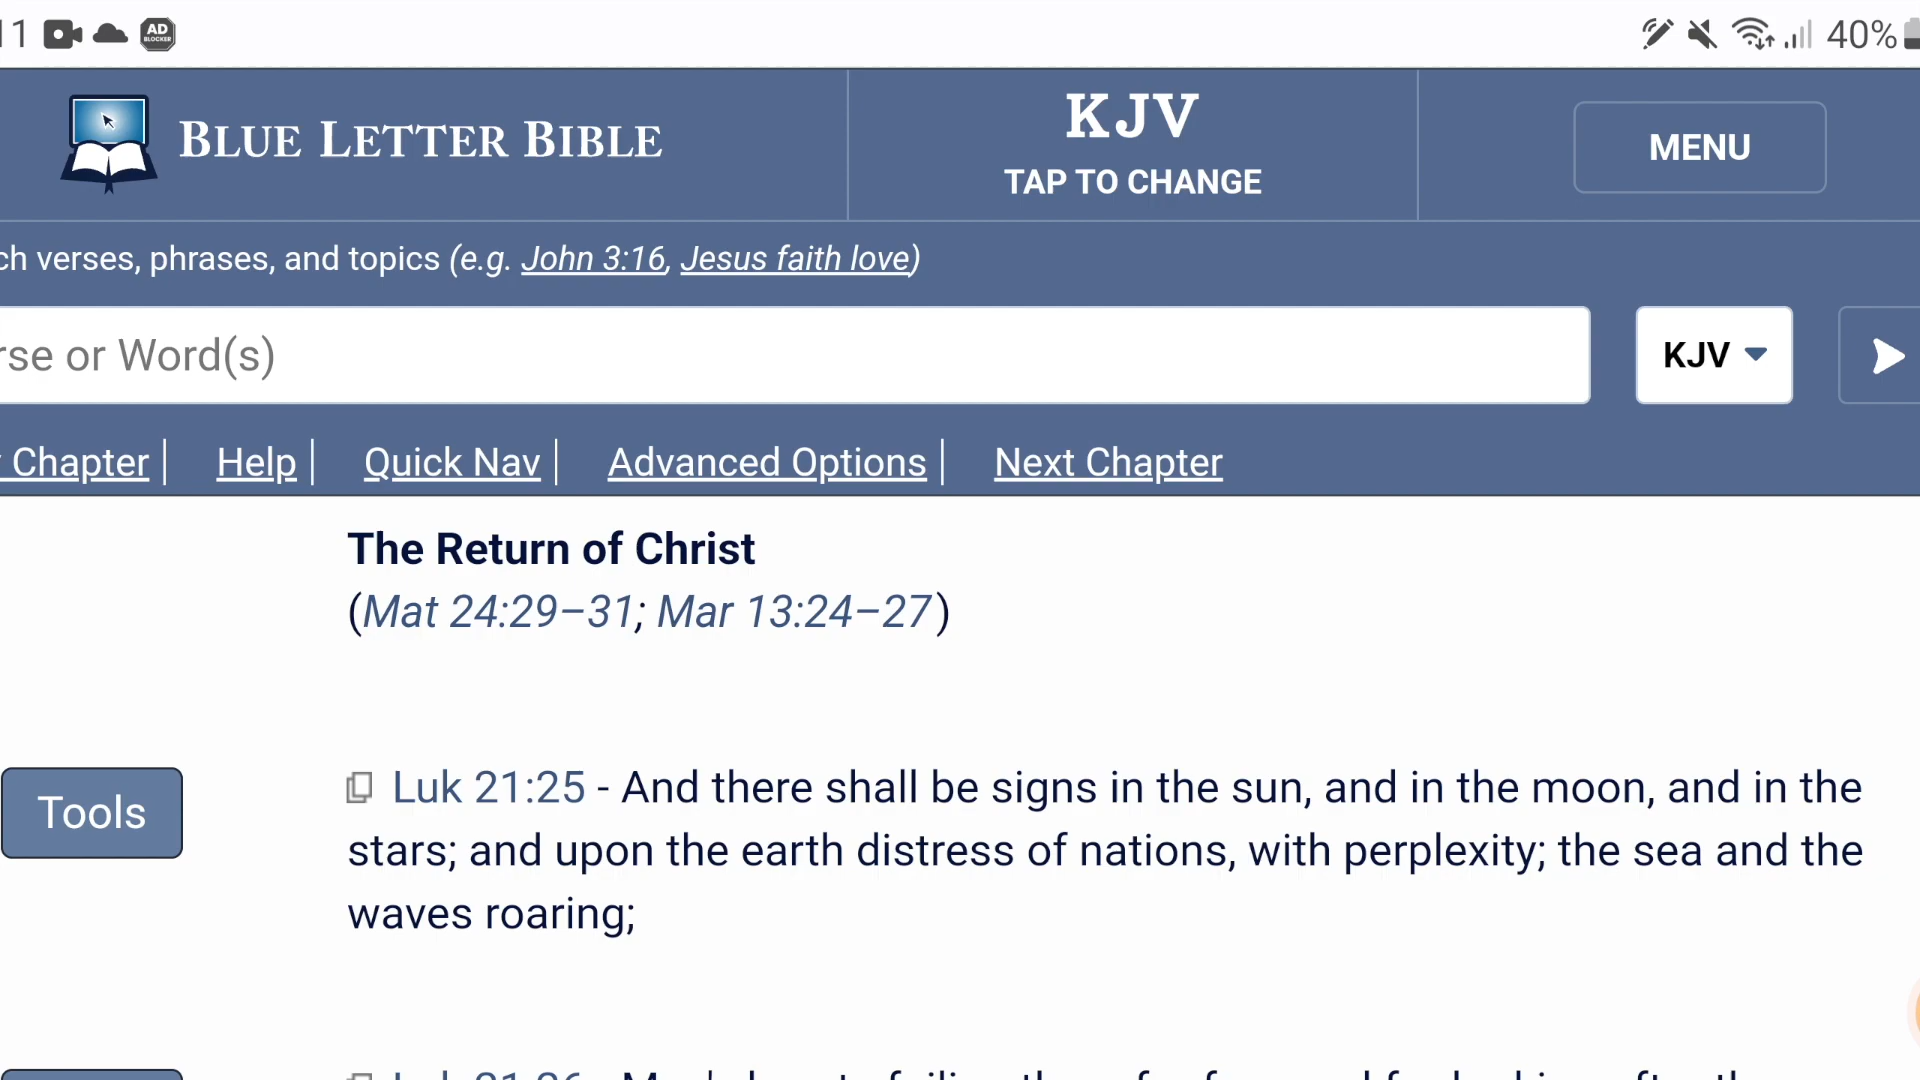 11 AD BLOCKER 40%
BLUE LETTER BIBLE
KJV
TAP TO CHANGE
MENU
ch verses, phrases, and topics (e.g. John 3:16, Jesus faith love)
rse or Word(s)
KJV
Chapter | Help | Quick Nav | Advanced Options | Next Chapter
The Return of Christ
(Mat 24:29–31; Mar 13:24–27)
Tools
Luk 21:25 - And there shall be signs in the sun, and in the moon, and in the
stars; and upon the earth distress of nations, with perplexity; the sea and the
waves roaring;